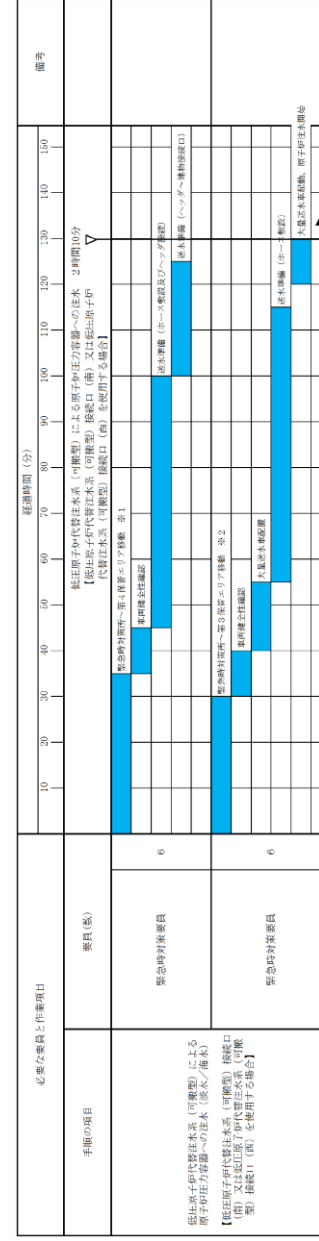 必要な要員と作業項目
経過時間（分）
備考
手順の項目
要員(数)
10
20
30
40
50
60
70
80
90
100
110
120
130
140
150
低圧原子炉代替注水系（可搬型）による原子炉圧力容器への注水　2時間10分
【低圧原子炉代替注水系（可搬型）接続口（南）又は低圧原子炉
代替注水系（可搬型）接続口（西）を使用する場合】
低圧原子炉代替注水系（可搬型）による
原子炉圧力容器への注水（淡水／海水）
【低圧原子炉代替注水系（可搬型）接続口
（南）又は低圧原子炉代替注水系（可搬
型）接続口（西）を使用する場合】
緊急時対策要員
6
緊急時対策所～第4保管エリア移動　※1
車両健全性確認
送水準備（ホース敷設及びヘッダ接続）
送水準備（ヘッダ～建物接続口）
緊急時対策要員
6
緊急時対策所～第3保管エリア移動　※2
車両健全性確認
大量送水車配置
送水準備（ホース敷設）
大量送水車起動，原子炉注水開始